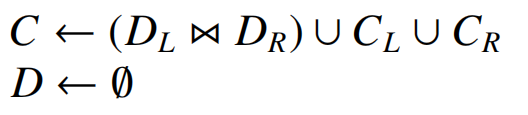 C ← (D_L ⋈ D_R) ∪ C_L ∪ C_R
D ← ∅